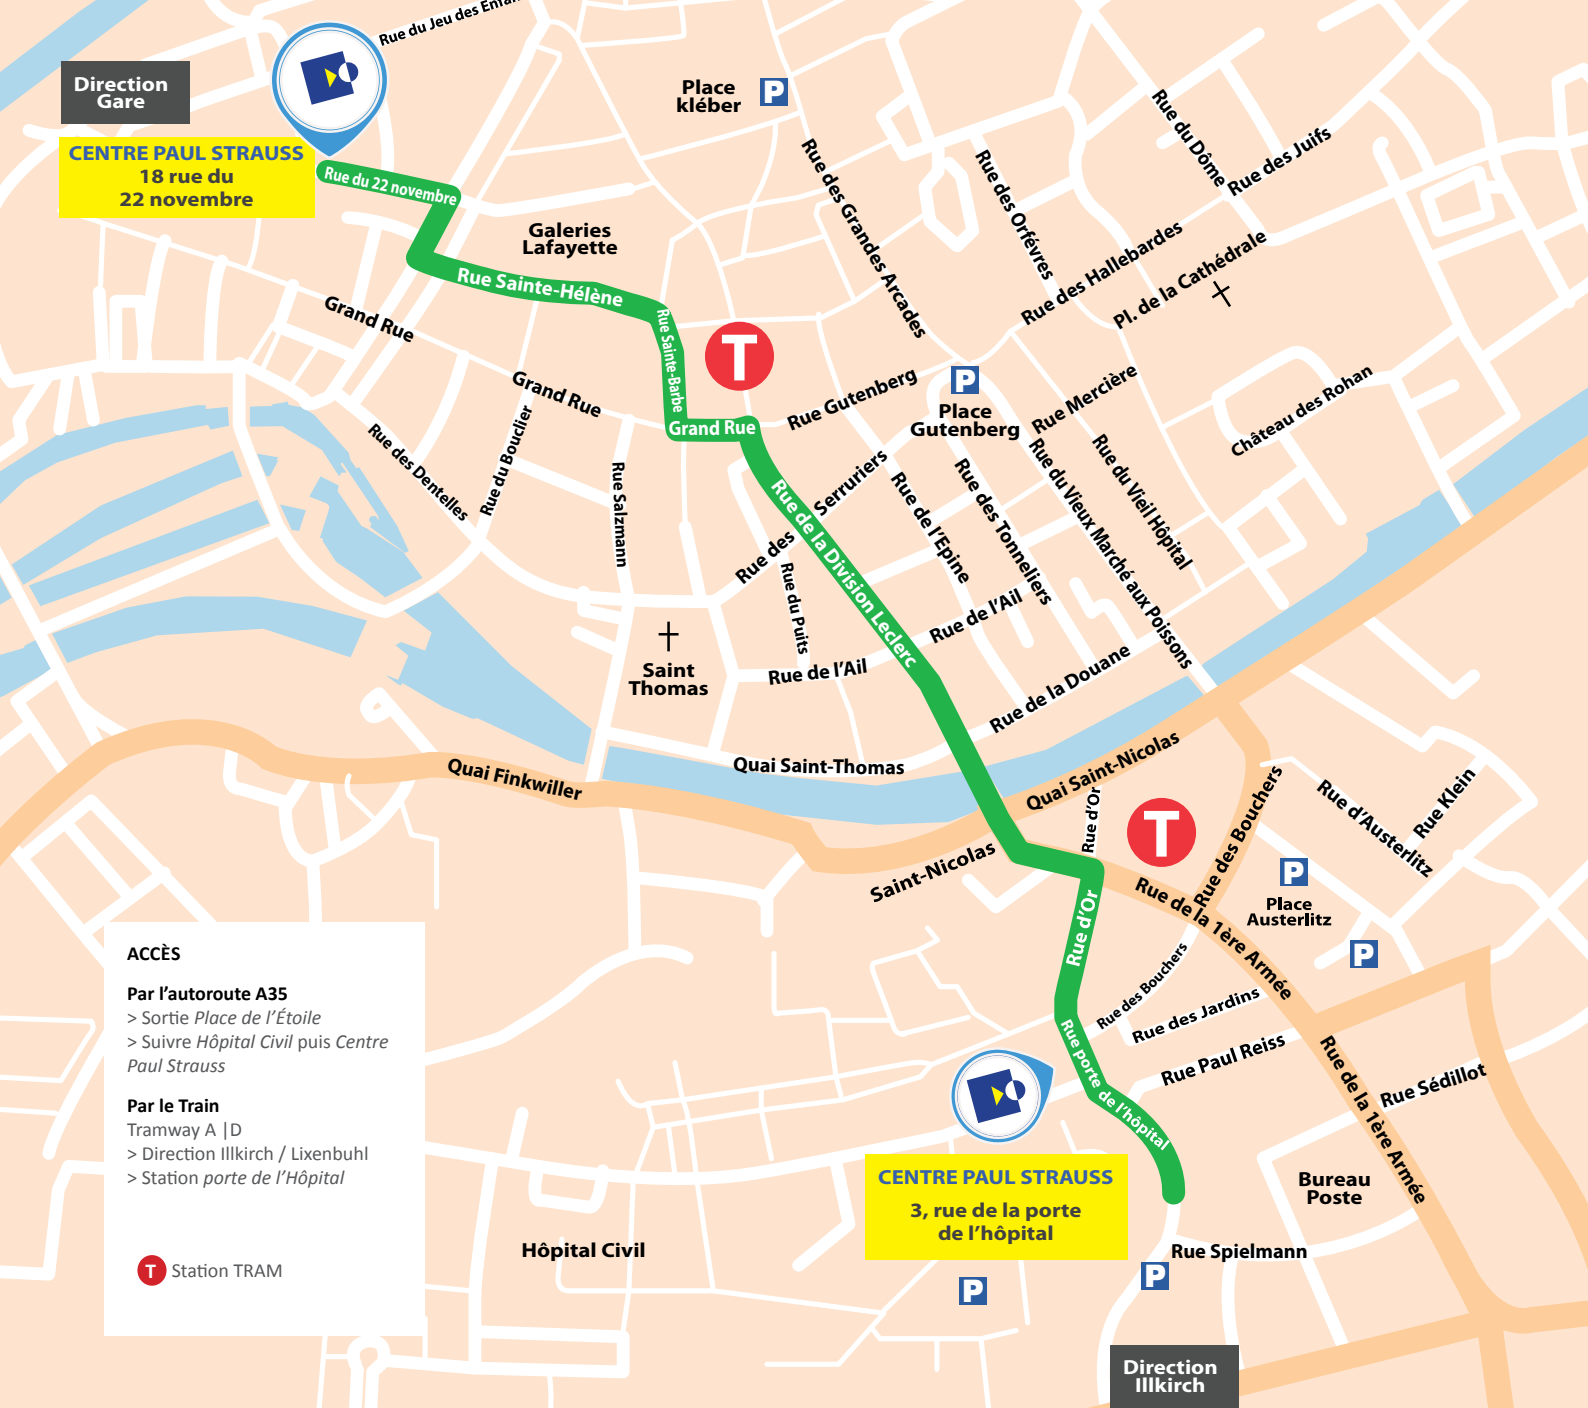 Rue du Jeu des Enfan
Direction
Gare
CENTRE PAUL STRAUSS
18 rue du
22 novembre
Rue du 22 novembre
Place
kléber
P
Rue du Dôme
Rue des Juifs
Rue des Grandes Arcades
Rue des Orfévres
Galeries
Lafayette
Rue des Hallebardes
Pl. de la Cathédrale
Rue Sainte-Hélène
Grand Rue
Rue Sainte-Barbe
T
Grand Rue
Rue Gutenberg
P
Place
Gutenberg
Rue Mercière
Château des Rohan
Grand Rue
Rue des Dentelles
Rue du Bouclier
Rue Salzmann
Rue des
Serruriers
Rue de la Division Leclerc
Rue de l'Epine
Rue des Tonneliers
Rue du Vieux Marché aux Poissons
Rue du Vieil Hôpital
Rue du Puits
Rue de l'Ail
Rue de l'Ail
Saint
Thomas
Rue de la Douane
Quai Saint-Thomas
Quai Finkwiller
Quai Saint-Nicolas
Saint-Nicolas
Rue d'Or
T
Rue des Bouchers
Rue d'Austerlitz
Rue Klein
P
Place
Austerlitz
P
Rue de la 1ère Armée
Rue d'Or
Rue des Bouchers
Rue des Jardins
Rue Paul Reiss
Rue porte de l'hôpital
Rue de la 1ère Armée
Rue Sédillot
ACCÈS
Par l'autoroute A35
> Sortie Place de l'Étoile
> Suivre Hôpital Civil puis Centre
Paul Strauss
Par le Train
Tramway A |D
> Direction Illkirch / Lixenbuhl
> Station porte de l'Hôpital
T Station TRAM
CENTRE PAUL STRAUSS
3, rue de la porte
de l'hôpital
Bureau
Poste
Hôpital Civil
Rue Spielmann
P
P
Direction
Illkirch